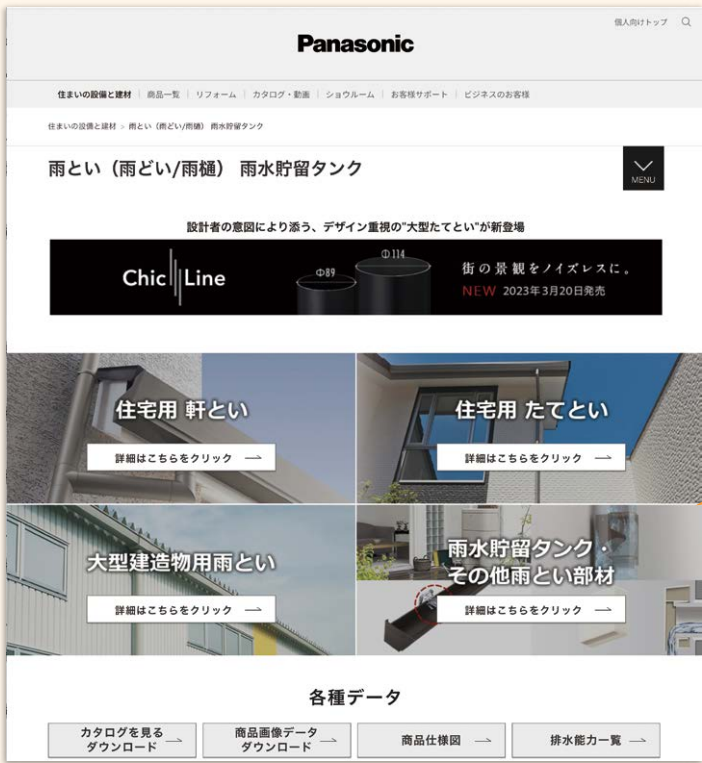 個人向けトップ
Panasonic
住まいの設備と建材 | 商品一覧 | リフォーム | カタログ・動画 | ショウルーム | お客様サポート | ビジネスのお客様
住まいの設備と建材 > 雨とい（雨どい/雨樋） 雨水貯留タンク
雨とい（雨どい/雨樋） 雨水貯留タンク
MENU
設計者の意図により添う、デザイン重視の"大型たてとい"が新登場
Chic Line
Φ89
Φ114
街の景観をノイズレスに。
NEW 2023年3月20日発売
住宅用 軒とい
詳細はこちらをクリック
住宅用 たてとい
詳細はこちらをクリック
大型建造物用雨とい
詳細はこちらをクリック
雨水貯留タンク・
その他雨とい部材
詳細はこちらをクリック
各種データ
カタログを見る
ダウンロード
商品画像データ
ダウンロード
商品仕様図
排水能力一覧